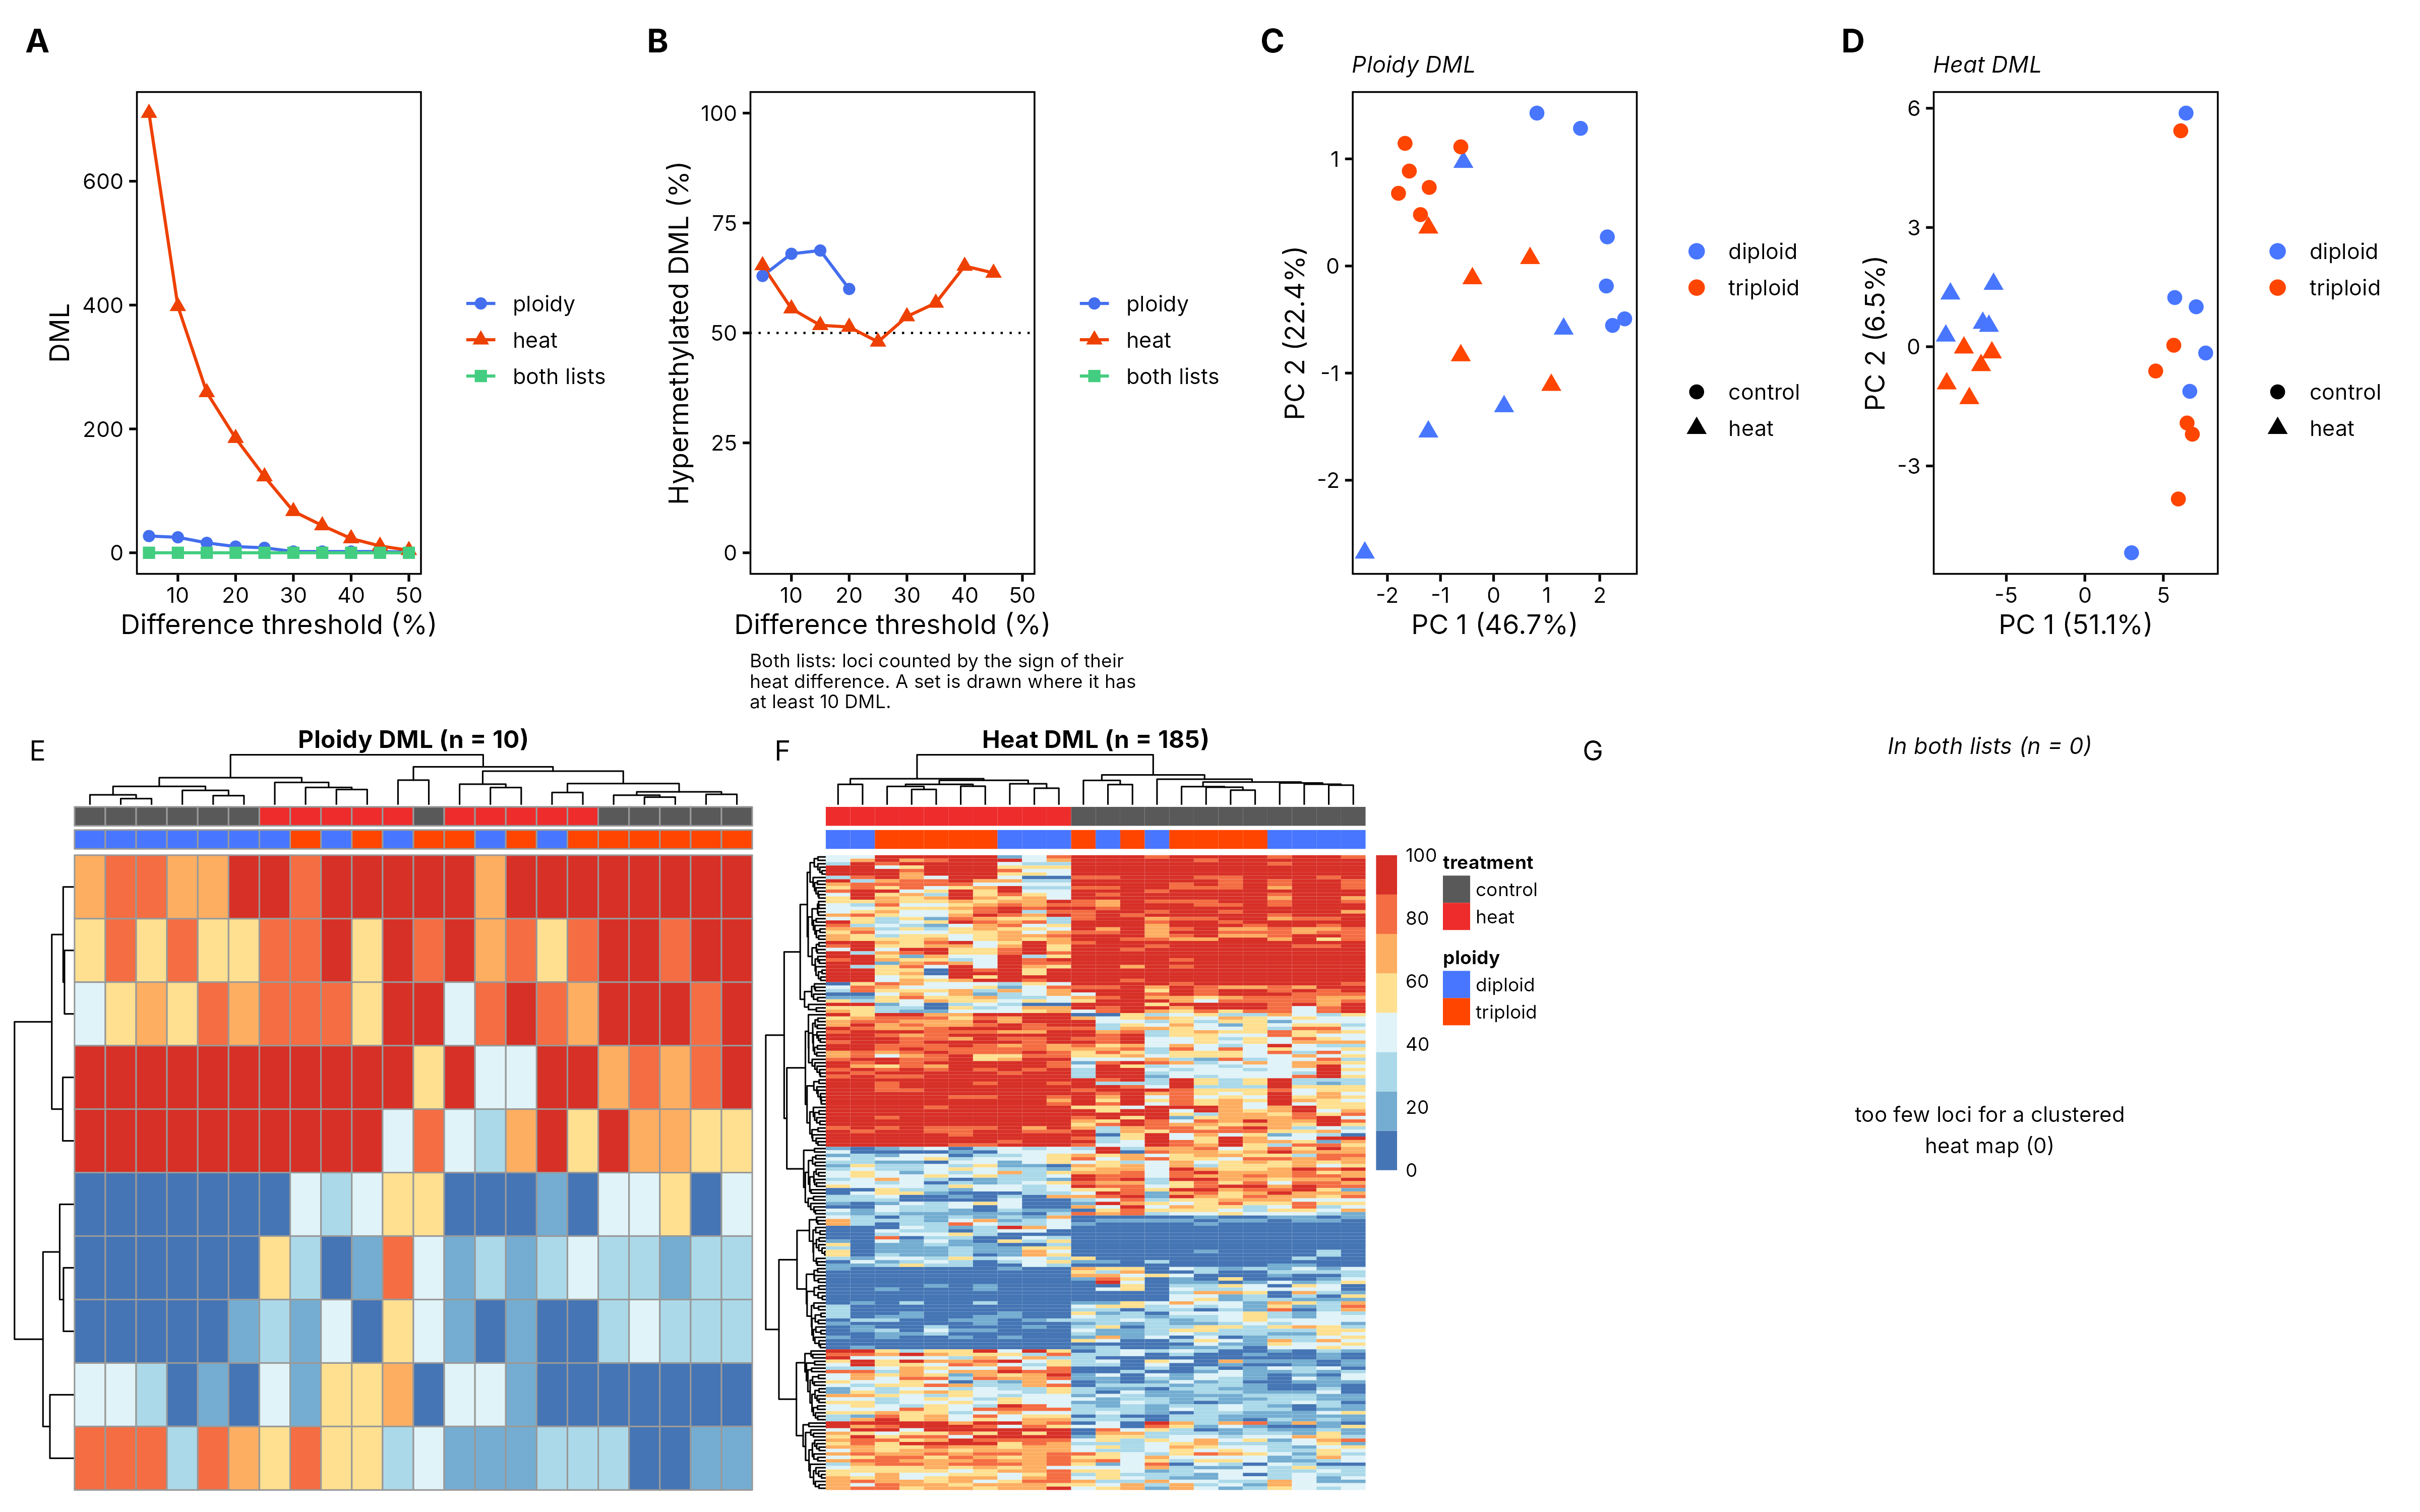 A
DML
600
400
200
0
10 20 30 40 50
Difference threshold (%)
ploidy
heat
both lists
B
Hypermethylated DML (%)
100
75
50
25
0
10 20 30 40 50
Difference threshold (%)
ploidy
heat
both lists
Both lists: loci counted by the sign of their
heat difference. A set is drawn where it has
at least 10 DML.
C
Ploidy DML
PC 2 (22.4%)
1
0
-1
-2
-2 -1 0 1 2
PC 1 (46.7%)
diploid
triploid
control
heat
D
Heat DML
PC 2 (6.5%)
6
3
0
-3
-5 0 5
PC 1 (51.1%)
diploid
triploid
control
heat
E
Ploidy DML (n = 10)
F
Heat DML (n = 185)
100
80
60
40
20
0
treatment
control
heat
ploidy
diploid
triploid
G
In both lists (n = 0)
too few loci for a clustered
heat map (0)